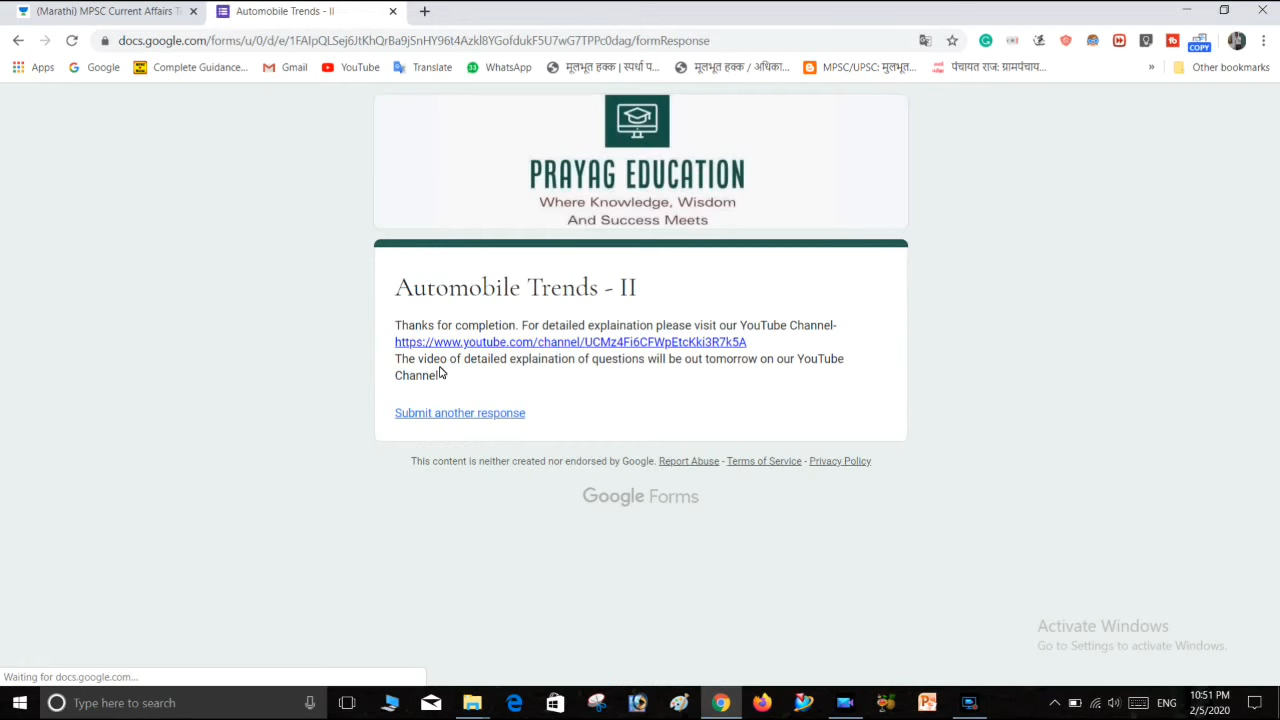 (Marathi) MPSC Current Affairs T
Automobile Trends - II
docs.google.com/forms/u/0/d/e/1FAIpQLSej6JtKhQrBa9jSnHY96t4Azkl8YGofdukF5U7wG7TPPc0dag/formResponse
COPY
Apps
Google
Complete Guidance...
Gmail
YouTube
Translate
WhatsApp
मूलभूत हक्क | स्पर्धा प...
मूलभूत हक्क / अधिका...
MPSC/UPSC: मुलभूत...
पंचायत राज: ग्रामपंचाय...
»
Other bookmarks
PRAYAG EDUCATION
Where Knowledge, Wisdom
And Success Meets
Automobile Trends - II
Thanks for completion. For detailed explaination please visit our YouTube Channel-
https://www.youtube.com/channel/UCMz4Fi6CFWpEtcKki3R7k5A
The video of detailed explaination of questions will be out tomorrow on our YouTube
Channel
Submit another response
This content is neither created nor endorsed by Google. Report Abuse - Terms of Service - Privacy Policy
Google Forms
Activate Windows
Go to Settings to activate Windows.
Waiting for docs.google.com...
Type here to search
ENG
10:51 PM
2/5/2020